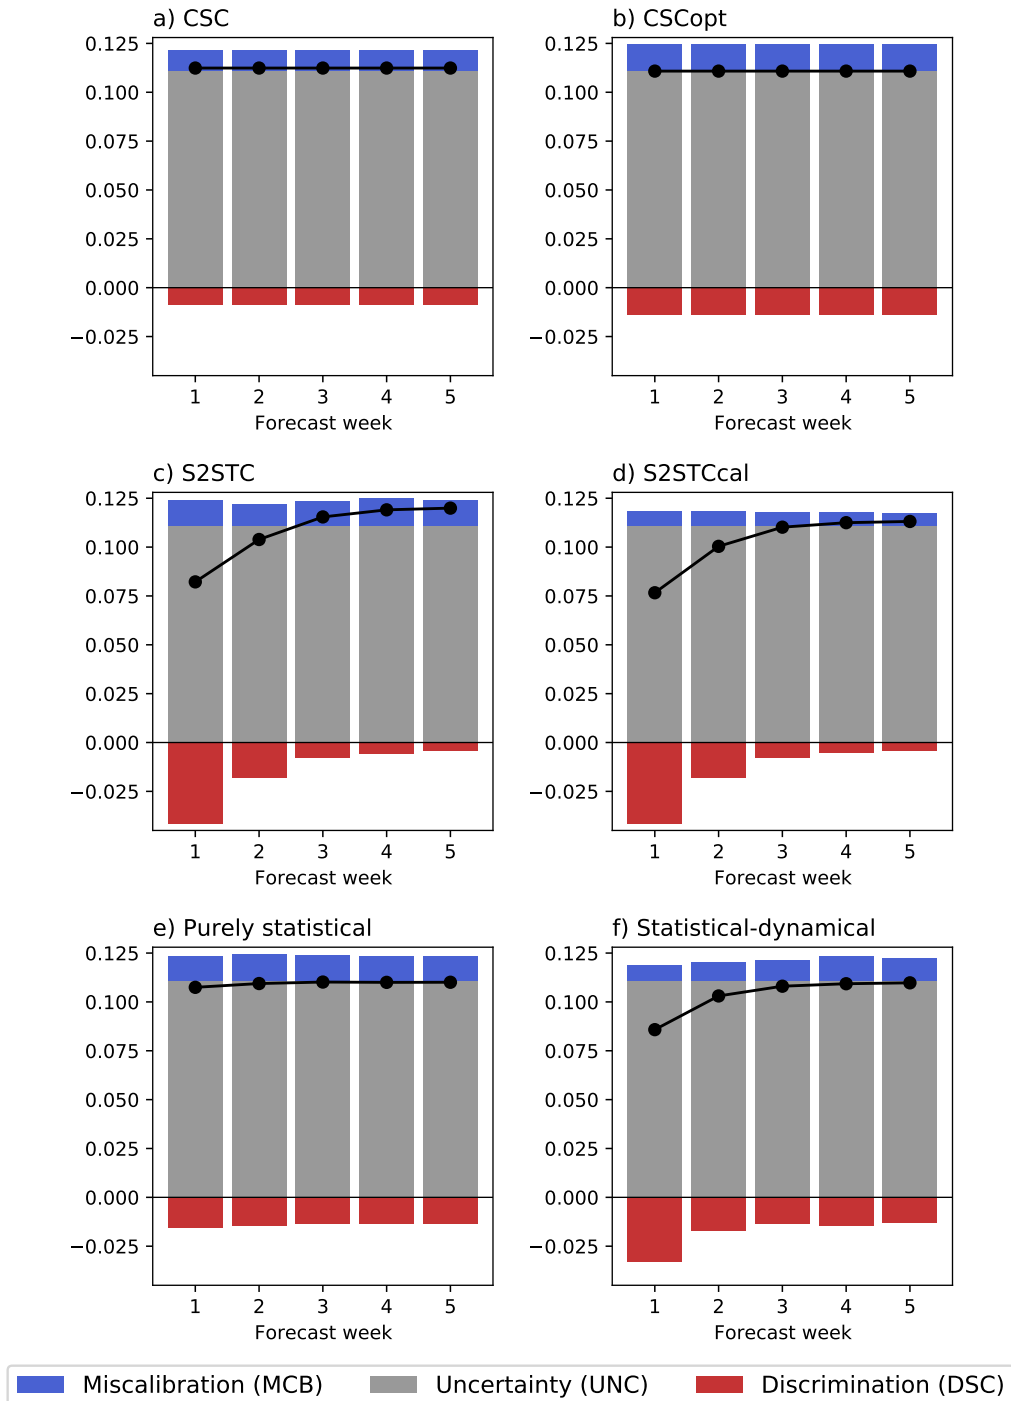 a) CSC
0.125
0.100
0.075
0.050
0.025
0.000
−0.025
1 2 3 4 5
Forecast week
b) CSCopt
0.125
0.100
0.075
0.050
0.025
0.000
−0.025
1 2 3 4 5
Forecast week
c) S2STC
0.125
0.100
0.075
0.050
0.025
0.000
−0.025
1 2 3 4 5
Forecast week
d) S2STCcal
0.125
0.100
0.075
0.050
0.025
0.000
−0.025
1 2 3 4 5
Forecast week
e) Purely statistical
0.125
0.100
0.075
0.050
0.025
0.000
−0.025
1 2 3 4 5
Forecast week
f) Statistical-dynamical
0.125
0.100
0.075
0.050
0.025
0.000
−0.025
1 2 3 4 5
Forecast week
Miscalibration (MCB) Uncertainty (UNC) Discrimination (DSC)